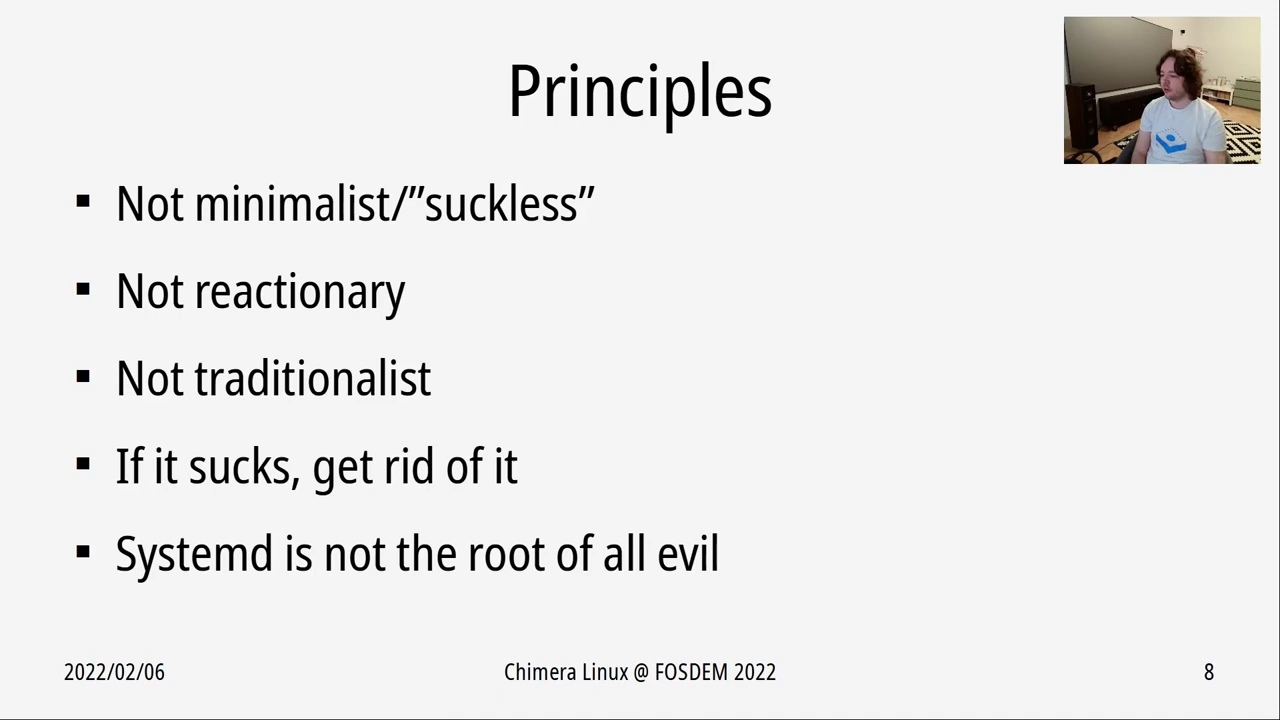 Principles
Not minimalist/”suckless”
Not reactionary
Not traditionalist
If it sucks, get rid of it
Systemd is not the root of all evil
2022/02/06
Chimera Linux @ FOSDEM 2022
8